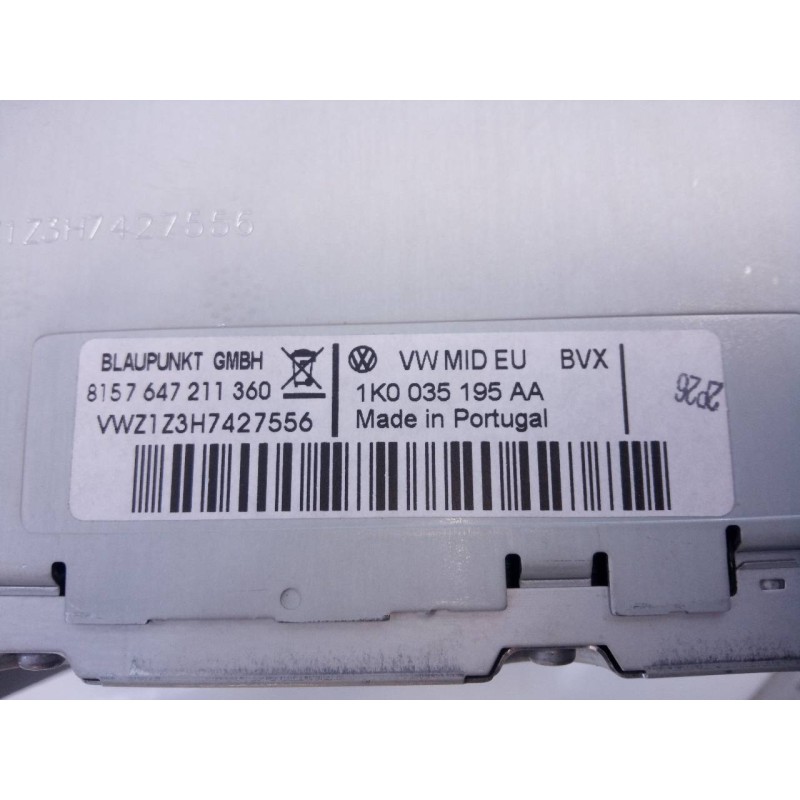 1Z3H7427556
BLAUPUNKT GMBH
8157 647 211 360
VWZ1Z3H7427556
VW MID EU BVX
1K0 035 195 AA
Made in Portugal